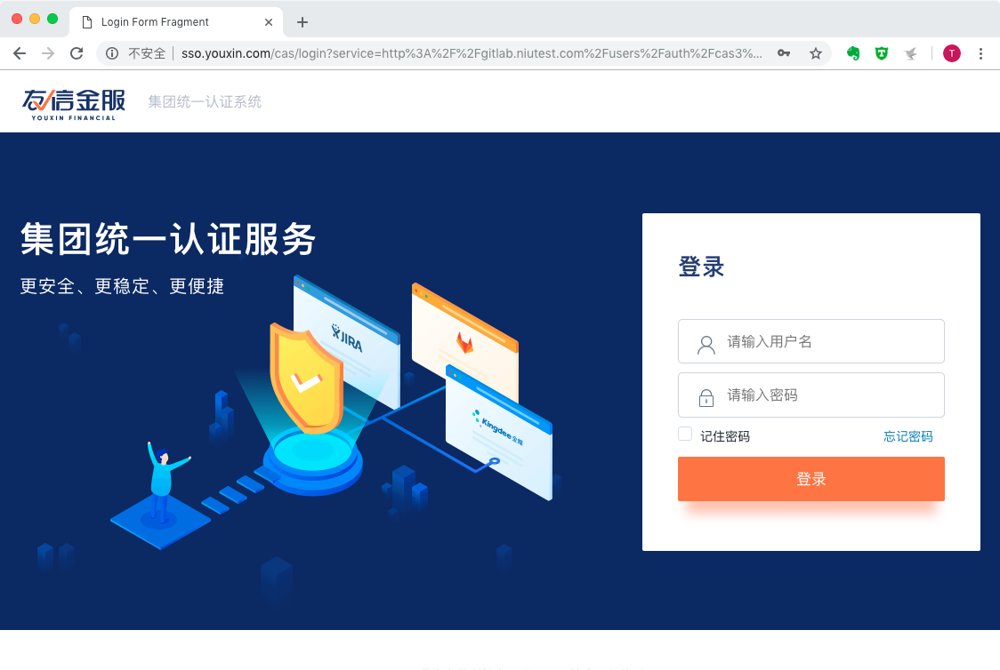 Login Form Fragment
不安全 sso.youxin.com/cas/login?service=http%3A%2F%2Fgitlab.niutest.com%2Fusers%2Fauth%2Fcas3%...
T
友信金服
YOUXIN FINANCIAL
集团统一认证系统
集团统一认证服务
更安全、更稳定、更便捷
JIRA
Kingdee 金蝶
登录
请输入用户名
请输入密码
记住密码
忘记密码
登录